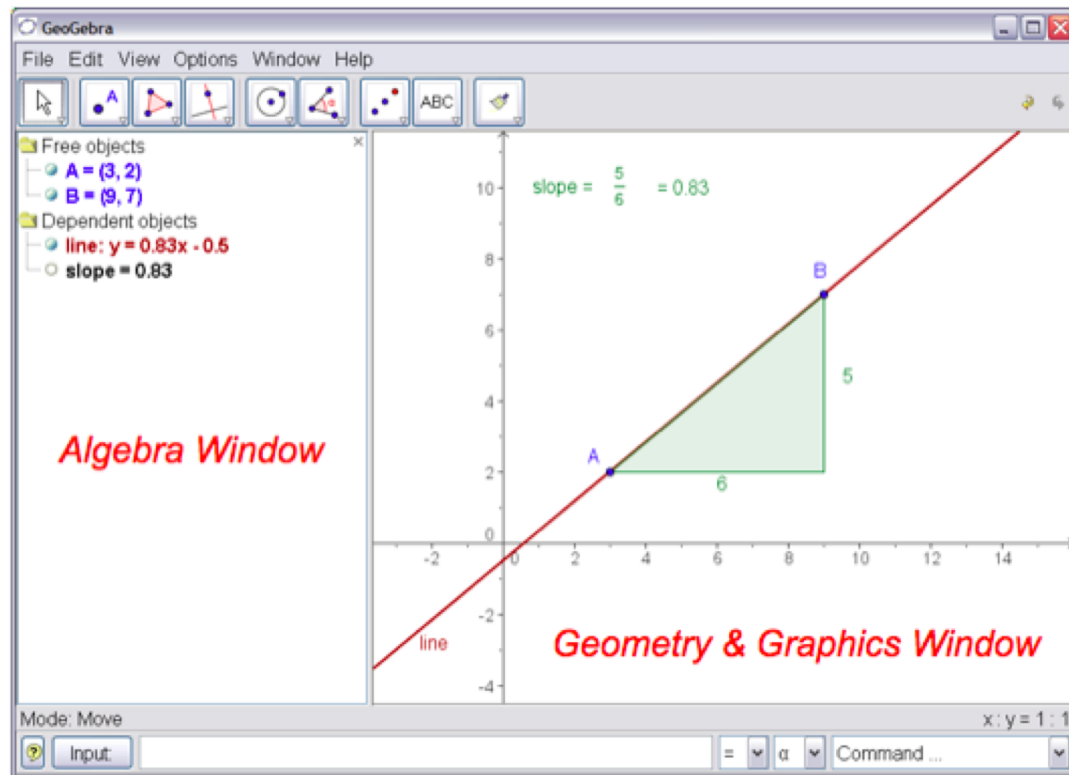 GeoGebra
File Edit View Options Window Help
A
α
ABC
Free objects
A = (3, 2)
B = (9, 7)
Dependent objects
line: y = 0.83x - 0.5
slope = 0.83
Algebra Window
slope = 5/6 = 0.83
10
8
B
6
5
4
A
2
6
0
-2 0 2 4 6 8 10 12 14
-2
line
Geometry & Graphics Window
-4
Mode: Move
x : y = 1 : 1
Input:
= α Command ...